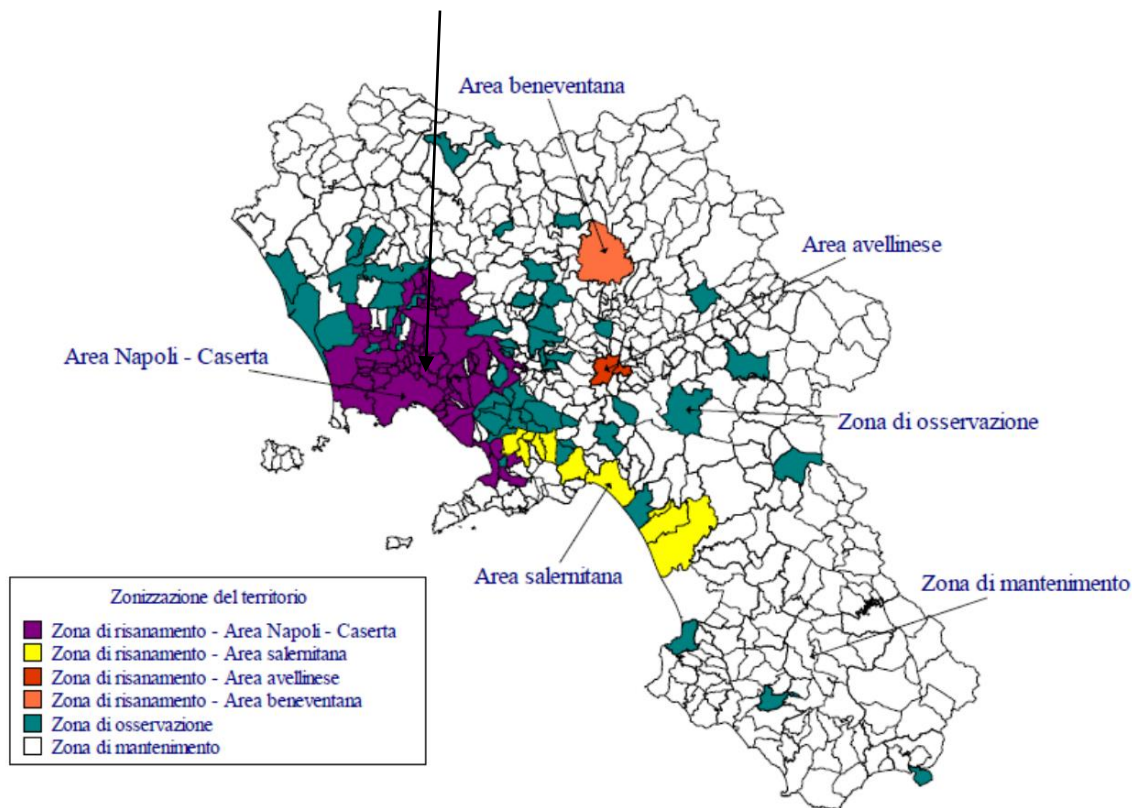 Area beneventana
Area avellinese
Area Napoli - Caserta
Zona di osservazione
Area salernitana
Zona di mantenimento
Zonizzazione del territorio
Zona di risanamento - Area Napoli - Caserta
Zona di risanamento - Area salernitana
Zona di risanamento - Area avellinese
Zona di risanamento - Area beneventana
Zona di osservazione
Zona di mantenimento